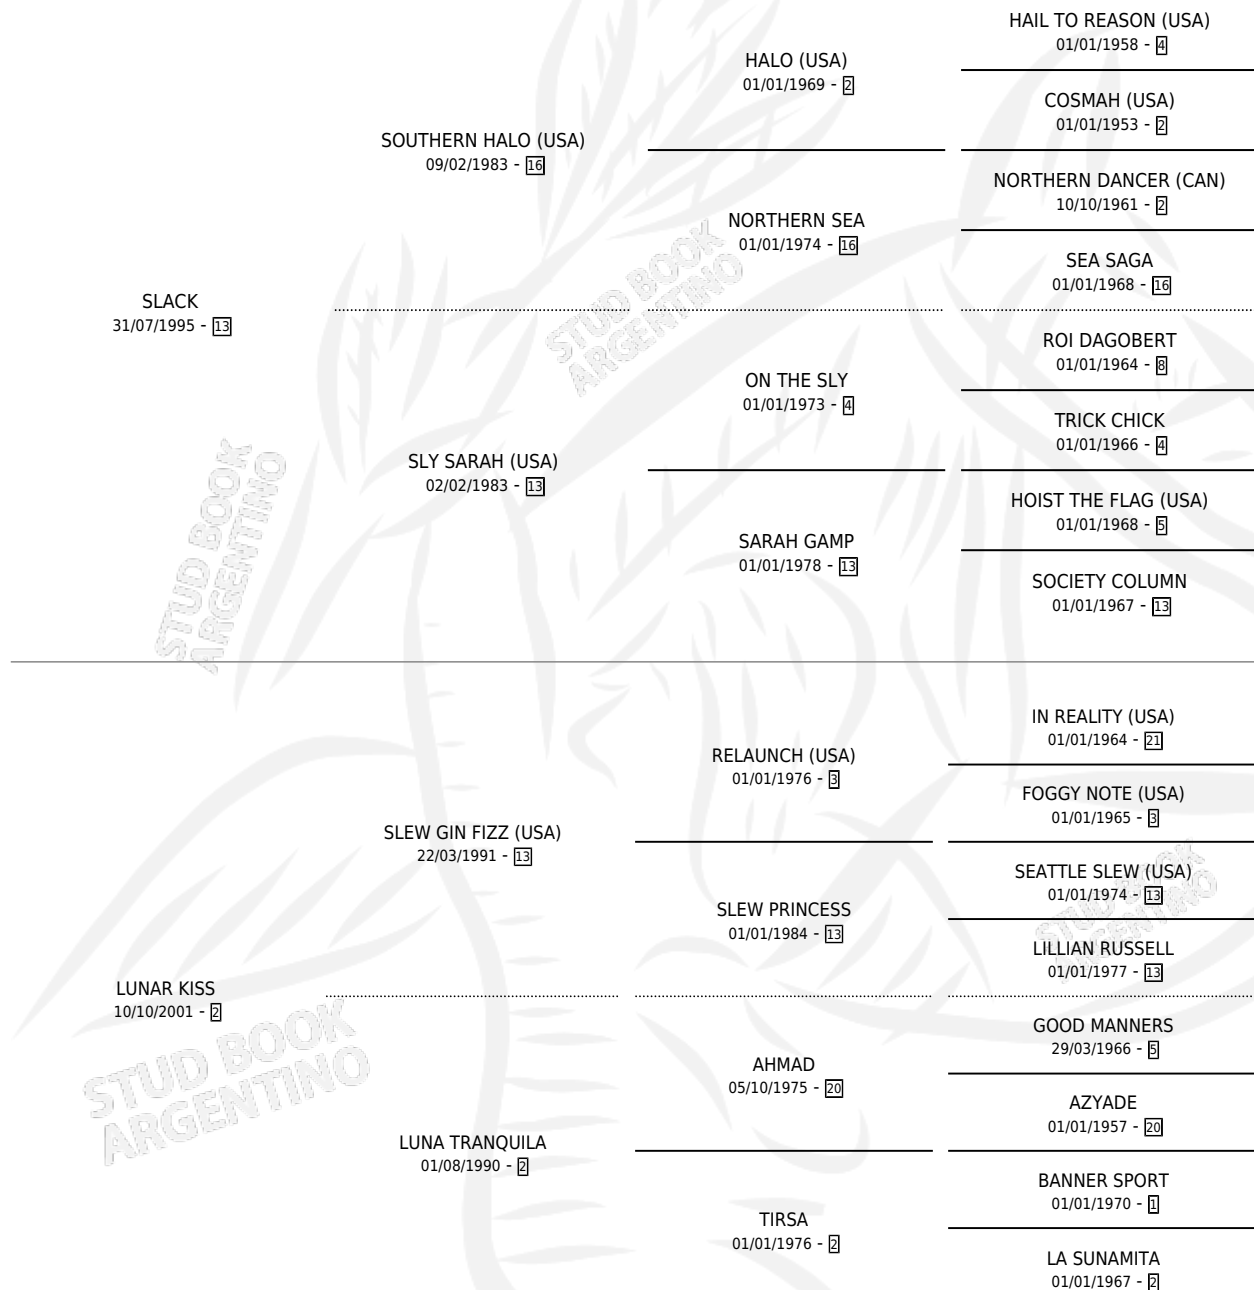 HAIL TO REASON (USA)
01/01/1958 - 4
HALO (USA)
01/01/1969 - 2
COSMAH (USA)
01/01/1953 - 2
SOUTHERN HALO (USA)
09/02/1983 - 16
NORTHERN DANCER (CAN)
10/10/1961 - 2
NORTHERN SEA
01/01/1974 - 16
SEA SAGA
01/01/1968 - 16
SLACK
31/07/1995 - 13
ROI DAGOBERT
01/01/1964 - 8
ON THE SLY
01/01/1973 - 4
TRICK CHICK
01/01/1966 - 4
SLY SARAH (USA)
02/02/1983 - 13
HOIST THE FLAG (USA)
01/01/1968 - 5
SARAH GAMP
01/01/1978 - 13
SOCIETY COLUMN
01/01/1967 - 13
IN REALITY (USA)
01/01/1964 - 21
RELAUNCH (USA)
01/01/1976 - 3
FOGGY NOTE (USA)
01/01/1965 - 3
SLEW GIN FIZZ (USA)
22/03/1991 - 13
SEATTLE SLEW (USA)
01/01/1974 - 13
SLEW PRINCESS
01/01/1984 - 13
LILLIAN RUSSELL
01/01/1977 - 13
LUNAR KISS
10/10/2001 - 2
GOOD MANNERS
29/03/1966 - 5
AHMAD
05/10/1975 - 20
AZYADE
01/01/1957 - 20
LUNA TRANQUILA
01/08/1990 - 2
BANNER SPORT
01/01/1970 - 1
TIRSA
01/01/1976 - 2
LA SUNAMITA
01/01/1967 - 2
STUD BOOK
ARGENTINO
STUD BOOK
ARGENTINO
STUD BOOK
ARGENTINO
STUD BOOK
ARGENTINO